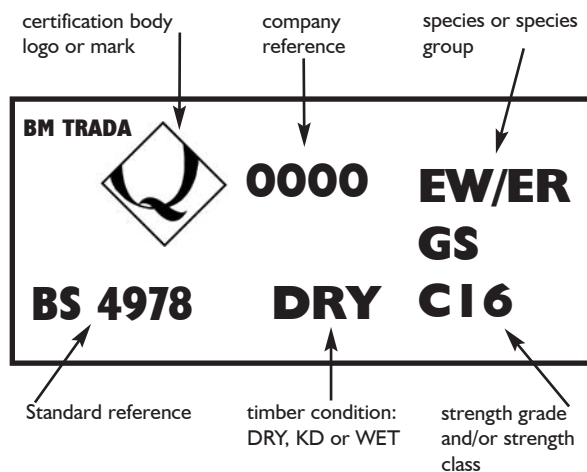 certification body
logo or mark
company
reference
species or species
group
BM TRADA
Q
0000
EW/ER
GS
BS 4978
DRY
C16
Standard reference
timber condition:
DRY, KD or WET
strength grade
and/or strength
class